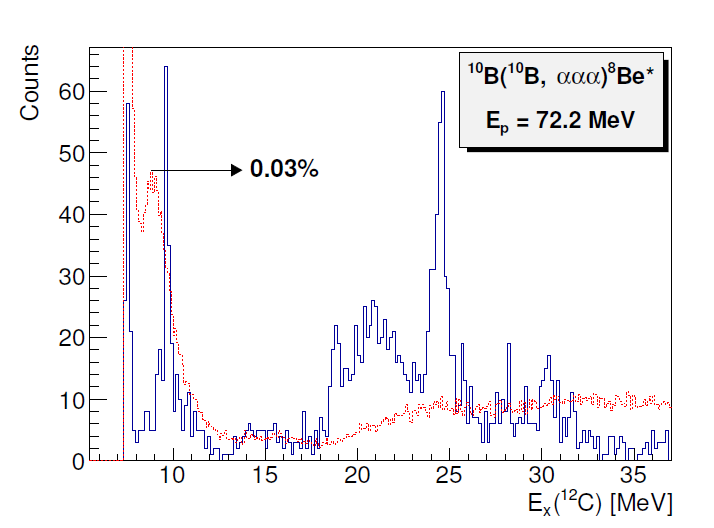 Counts
60
50
40
30
20
10
0
¹⁰B(¹⁰B, ααα)⁸Be*
Eₚ = 72.2 MeV
0.03%
10 15 20 25 30 35
Eₓ(¹²C) [MeV]